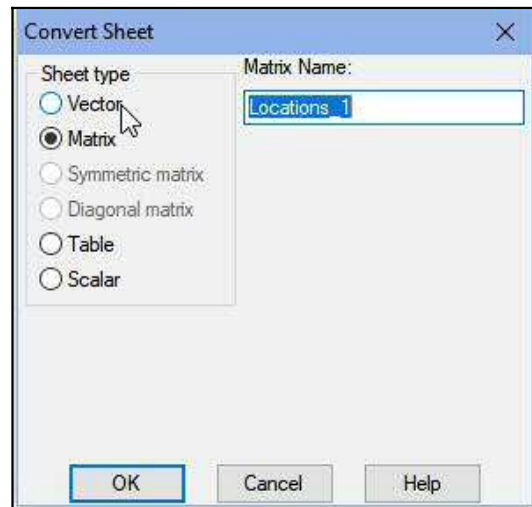 Convert Sheet
Sheet type
Vector
Matrix
Symmetric matrix
Diagonal matrix
Table
Scalar
Matrix Name:
Locations_1
OK
Cancel
Help